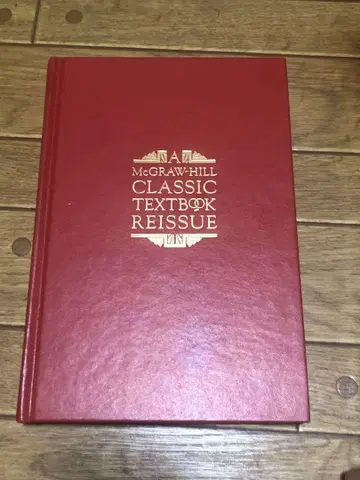 A
McGRAW-HILL
CLASSIC
TEXTBOOK
REISSUE